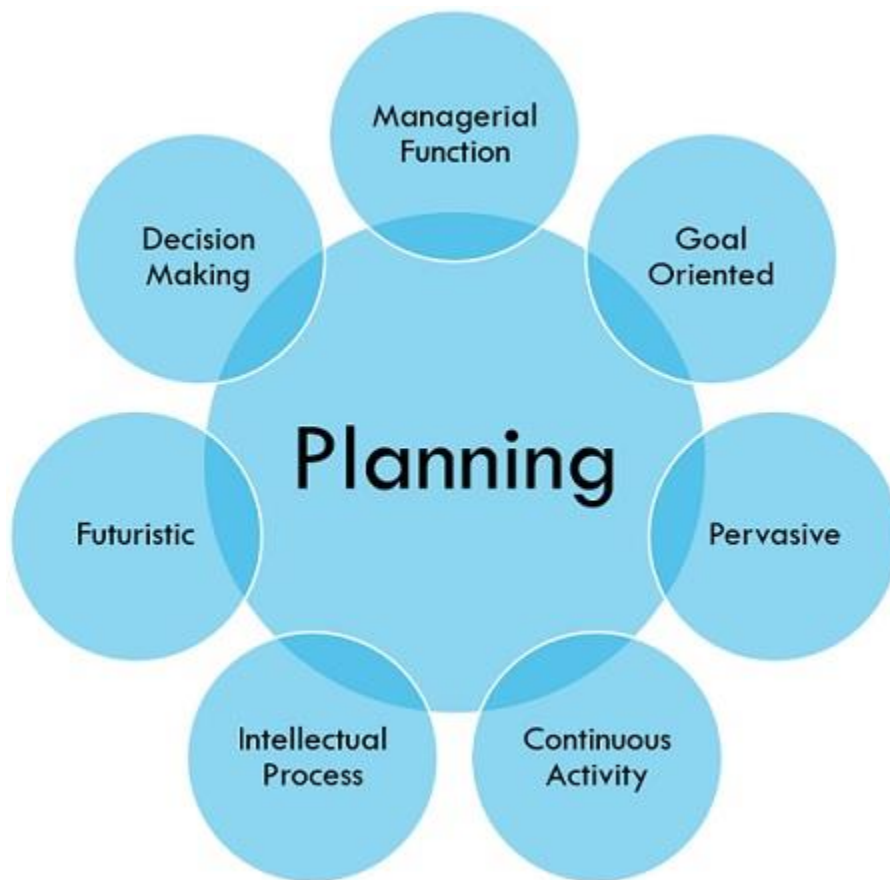 Managerial
Function
Goal
Oriented
Pervasive
Continuous
Activity
Intellectual
Process
Futuristic
Decision
Making
Planning